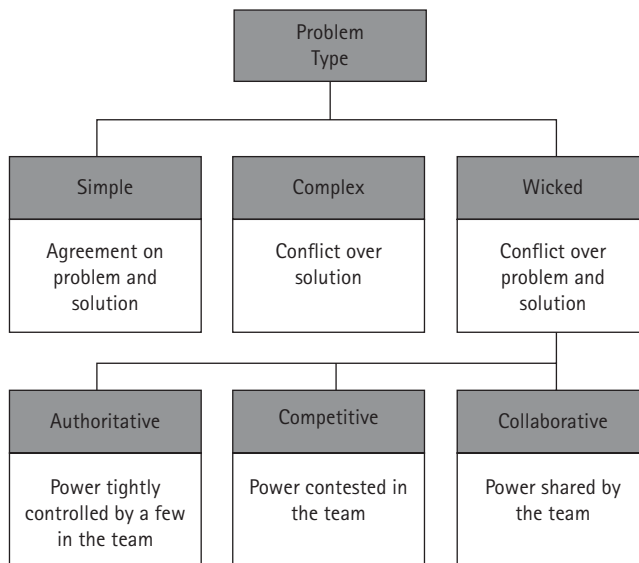 Problem
Type
Simple
Complex
Wicked
Agreement on
problem and
solution
Conflict over
solution
Conflict over
problem and
solution
Authoritative
Competitive
Collaborative
Power tightly
controlled by a few
in the team
Power contested in
the team
Power shared by
the team